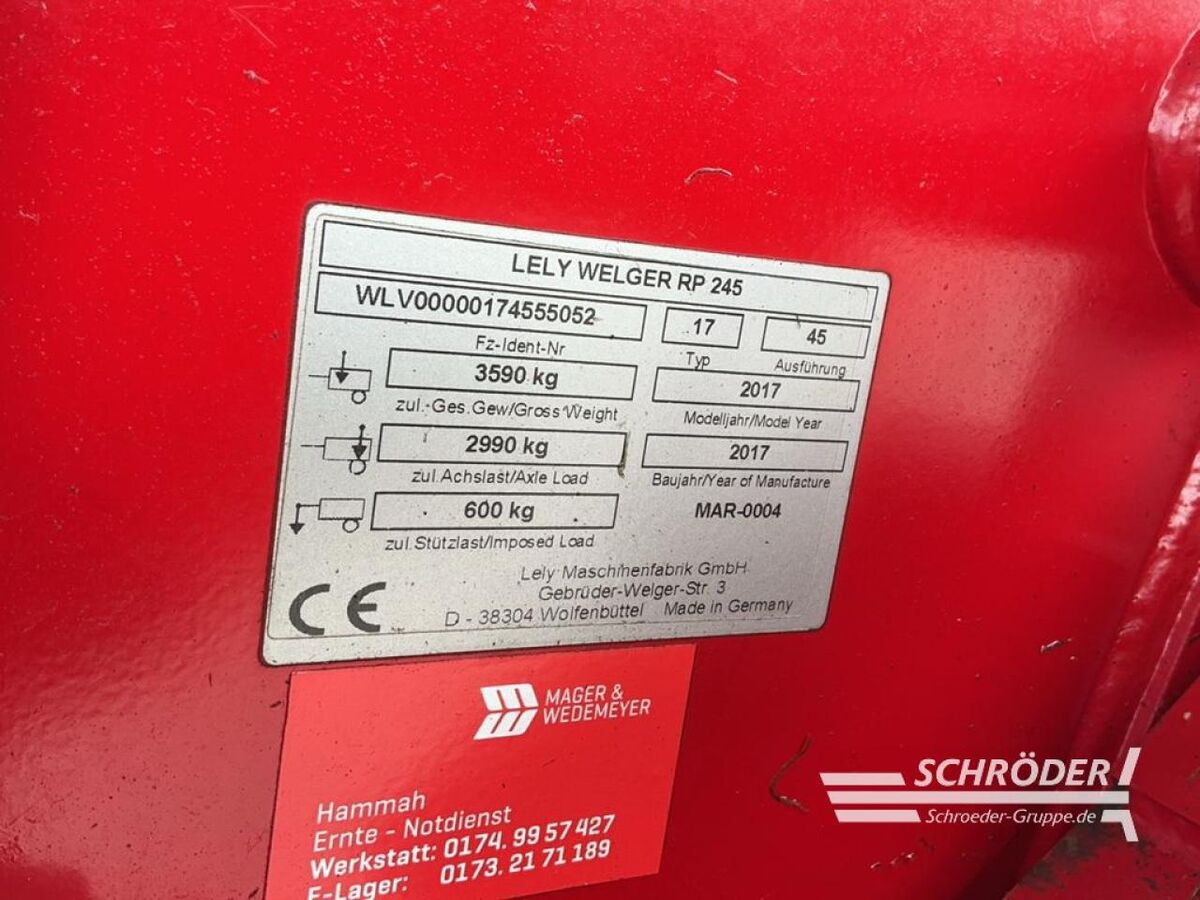 LELY WELGER RP 245
WLV00000174555052 17 45
Fz-Ident-Nr Typ Ausführung
3590 kg 2017
zul.-Ges.Gew/Gross Weight Modelljahr/Model Year
2990 kg 2017
zul.Achslast/Axle Load Baujahr/Year of Manufacture
600 kg MAR-0004
zul.Stützlast/Imposed Load
Lely Maschinenfabrik GmbH
Gebrüder-Welger-Str. 3
CE D - 38304 Wolfenbüttel Made in Germany
MAGER &
WEDEMEYER
Hammah
Ernte - Notdienst
Werkstatt: 0174. 99 57 427
E-Lager: 0173. 21 71 189
SCHRÖDER
Schroeder-Gruppe.de